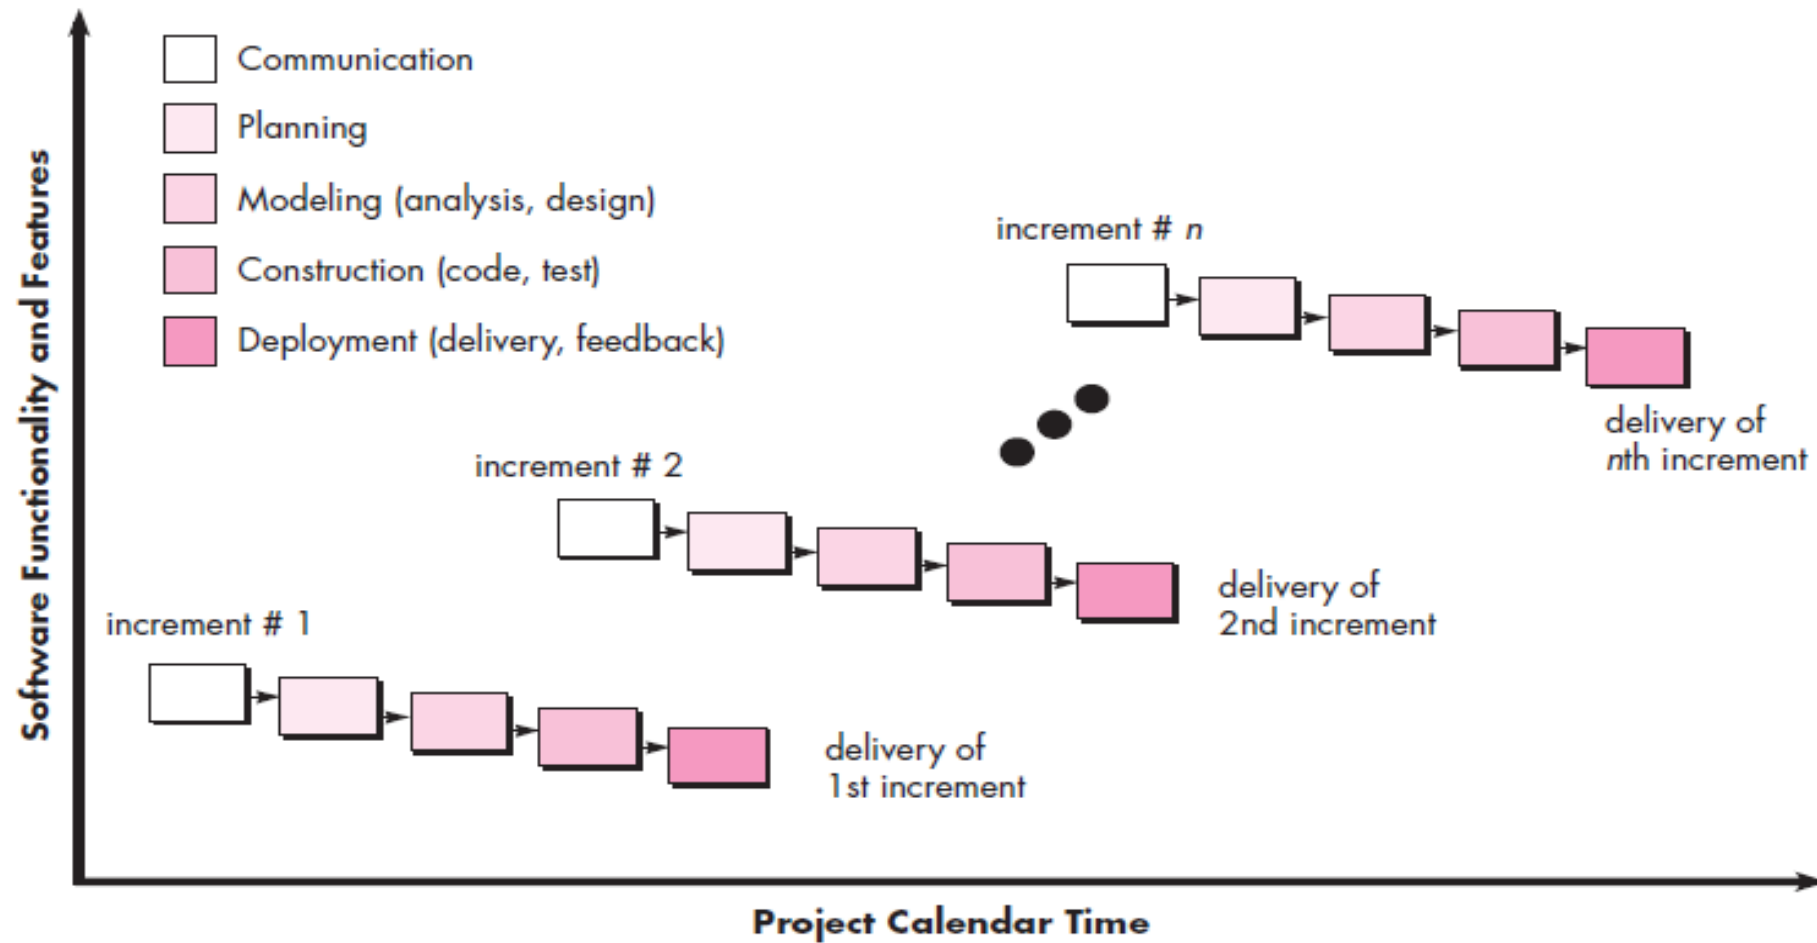 Software Functionality and Features
Communication
Planning
Modeling (analysis, design)
Construction (code, test)
Deployment (delivery, feedback)
increment # n
delivery of
nth increment
increment # 2
delivery of
2nd increment
increment # 1
delivery of
1st increment
Project Calendar Time